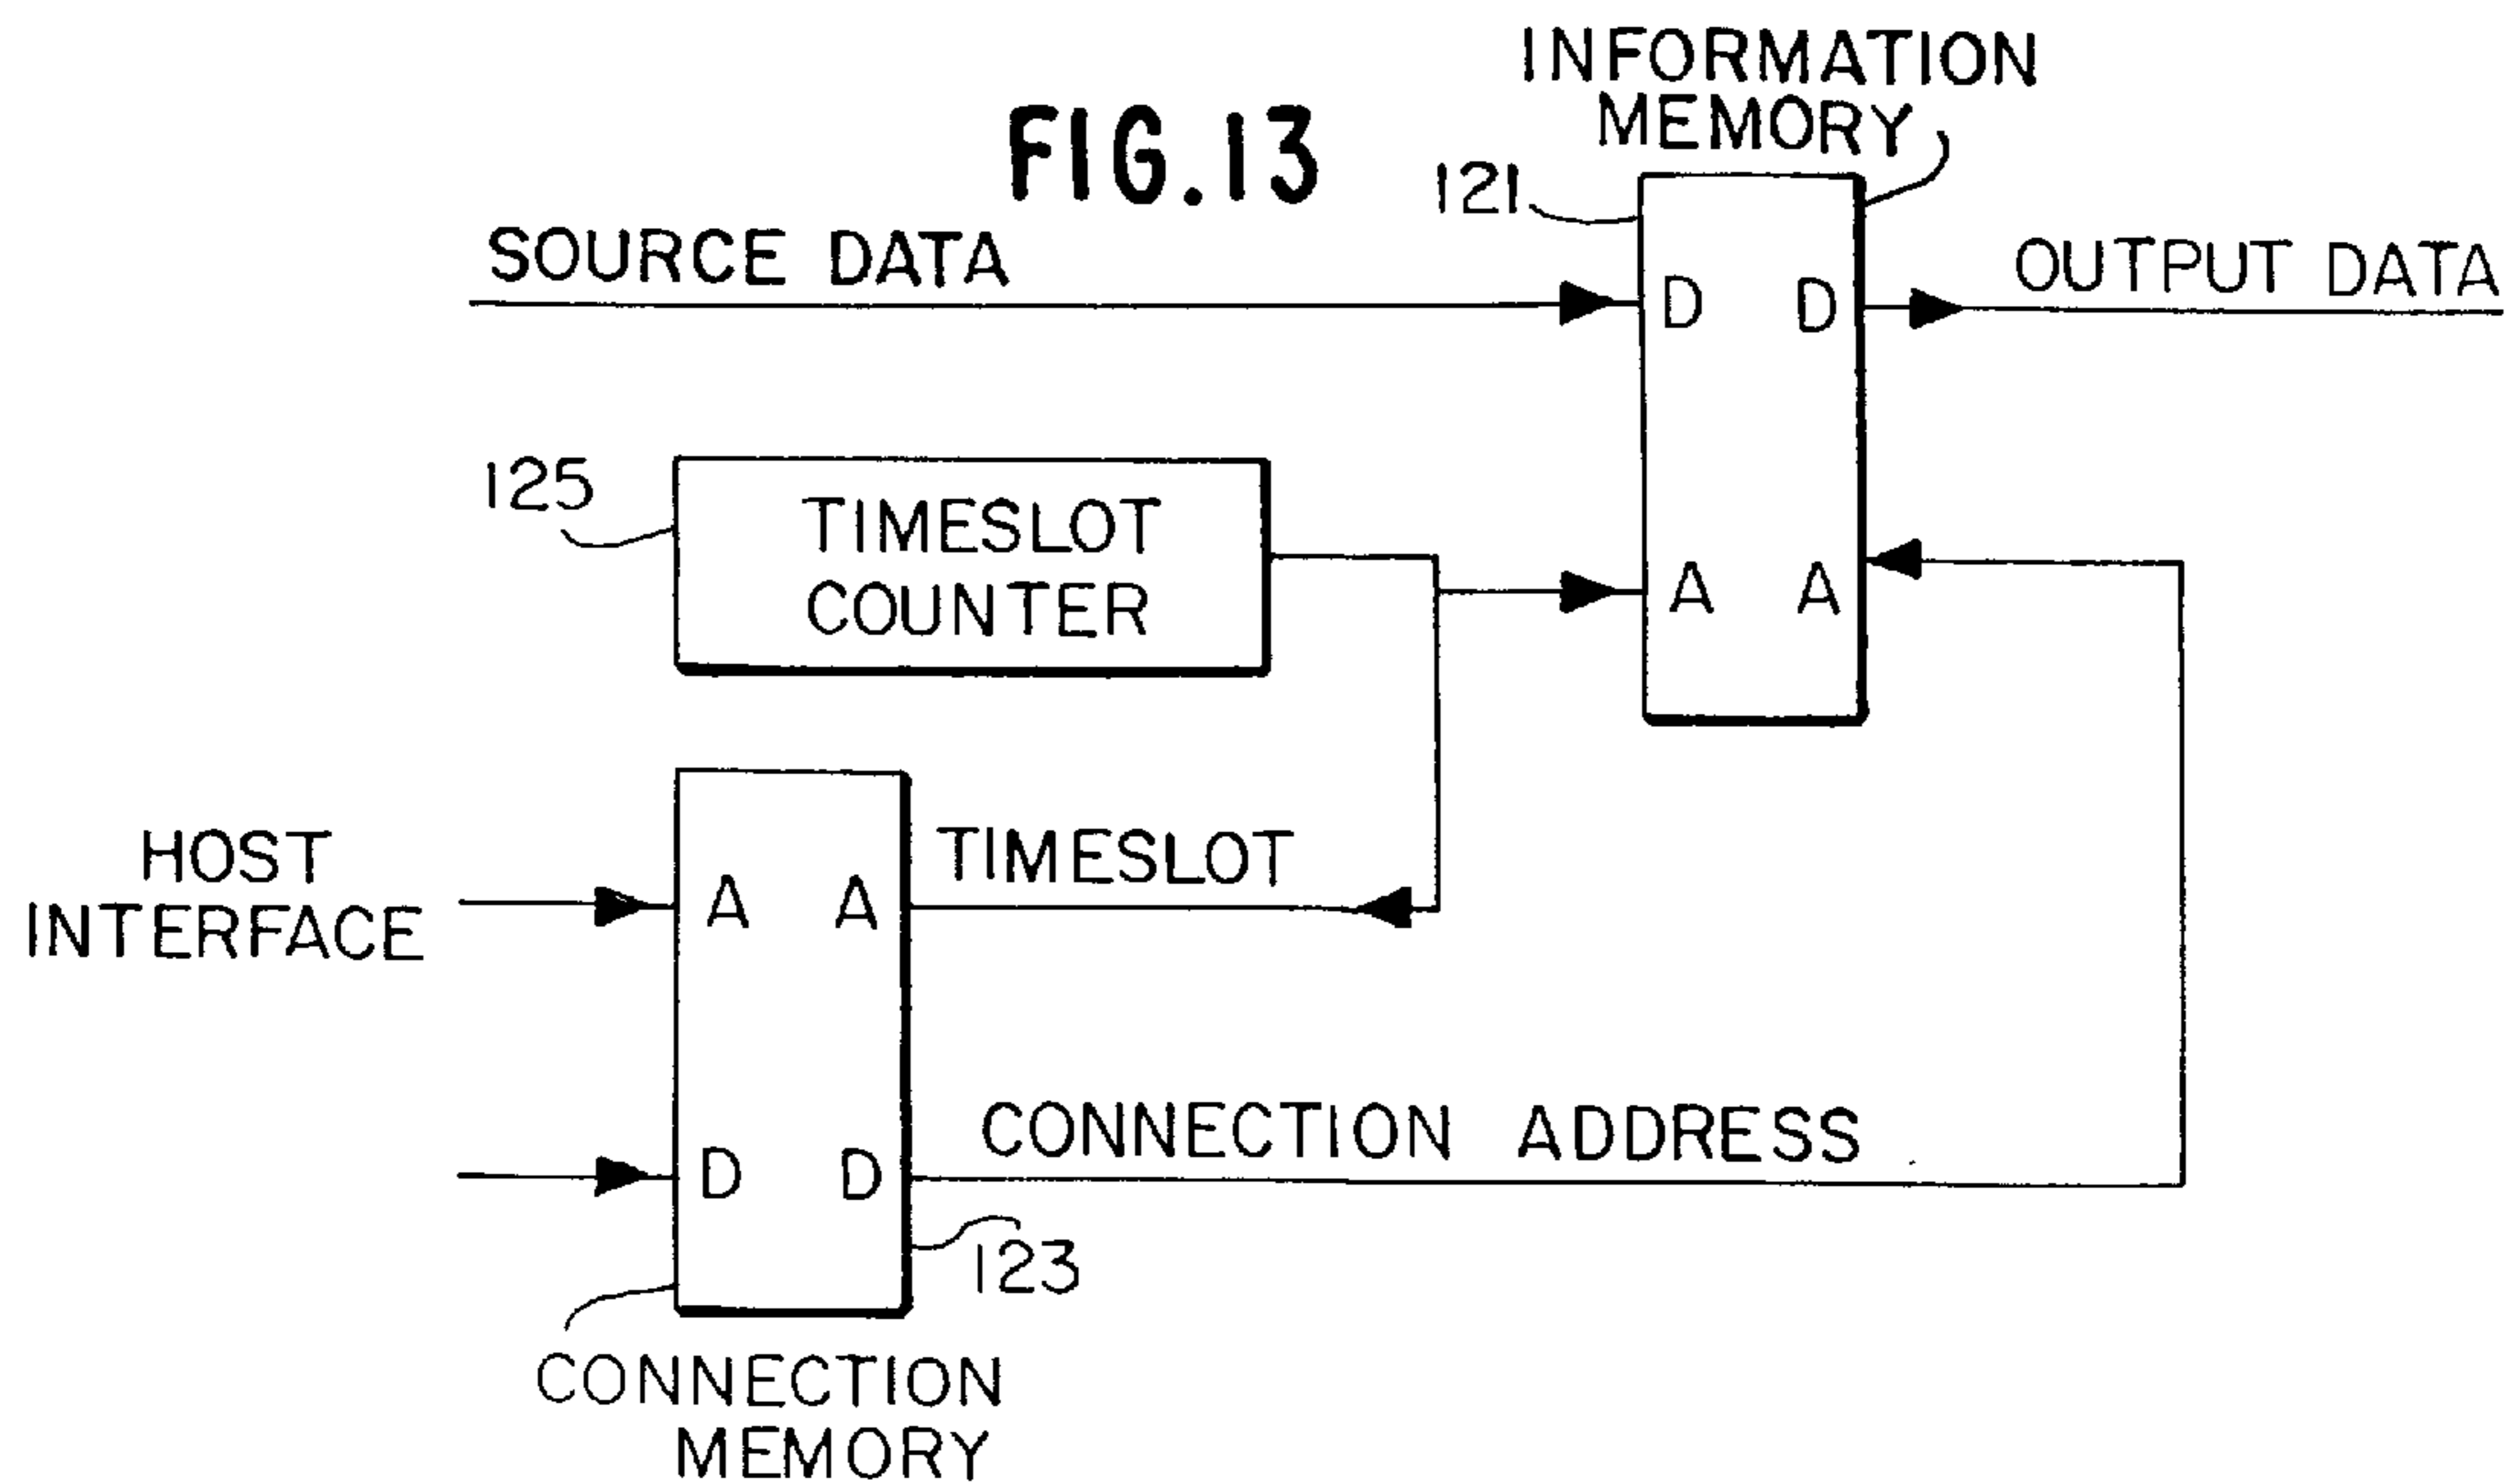 FIG.13
INFORMATION
MEMORY
121
SOURCE DATA
D D
OUTPUT DATA
125
TIMESLOT
COUNTER
A A
HOST
INTERFACE
A A
TIMESLOT
D D
CONNECTION ADDRESS
123
CONNECTION
MEMORY